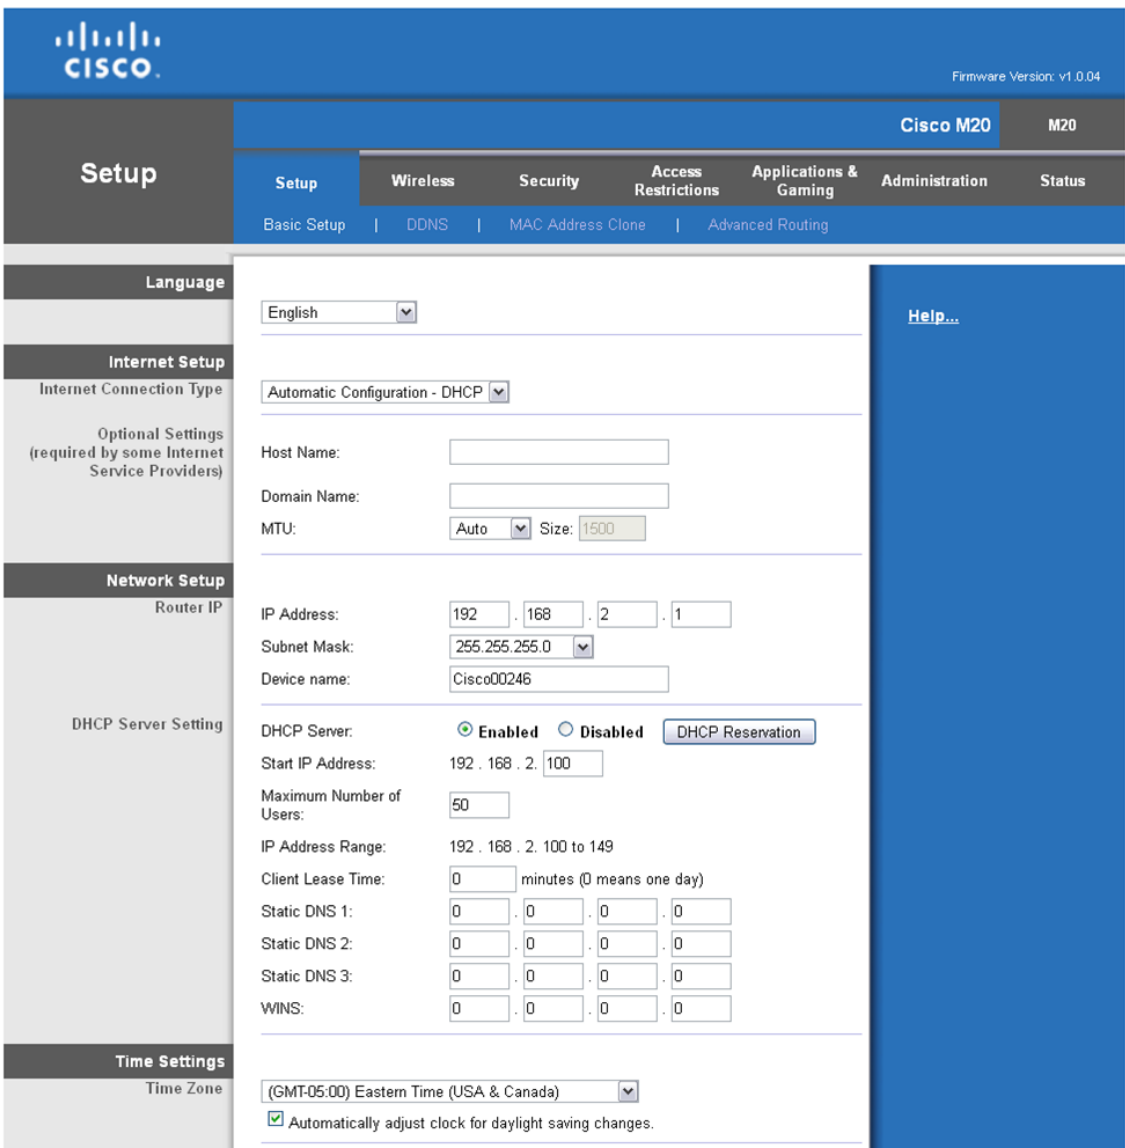 CISCO.
Firmware Version: v1.0.04
Cisco M20 M20
Setup
Setup Wireless Security Access Restrictions Applications & Gaming Administration Status
Basic Setup | DDNS | MAC Address Clone | Advanced Routing
Language
English
Help...
Internet Setup
Internet Connection Type
Automatic Configuration - DHCP
Optional Settings
(required by some Internet
Service Providers)
Host Name:
Domain Name:
MTU: Auto Size: 1500
Network Setup
Router IP
IP Address: 192 . 168 . 2 . 1
Subnet Mask: 255.255.255.0
Device name: Cisco00246
DHCP Server Setting
DHCP Server: Enabled Disabled DHCP Reservation
Start IP Address: 192 . 168 . 2. 100
Maximum Number of
Users: 50
IP Address Range: 192 . 168 . 2. 100 to 149
Client Lease Time: 0 minutes (0 means one day)
Static DNS 1: 0 . 0 . 0 . 0
Static DNS 2: 0 . 0 . 0 . 0
Static DNS 3: 0 . 0 . 0 . 0
WINS: 0 . 0 . 0 . 0
Time Settings
Time Zone
(GMT-05:00) Eastern Time (USA & Canada)
Automatically adjust clock for daylight saving changes.